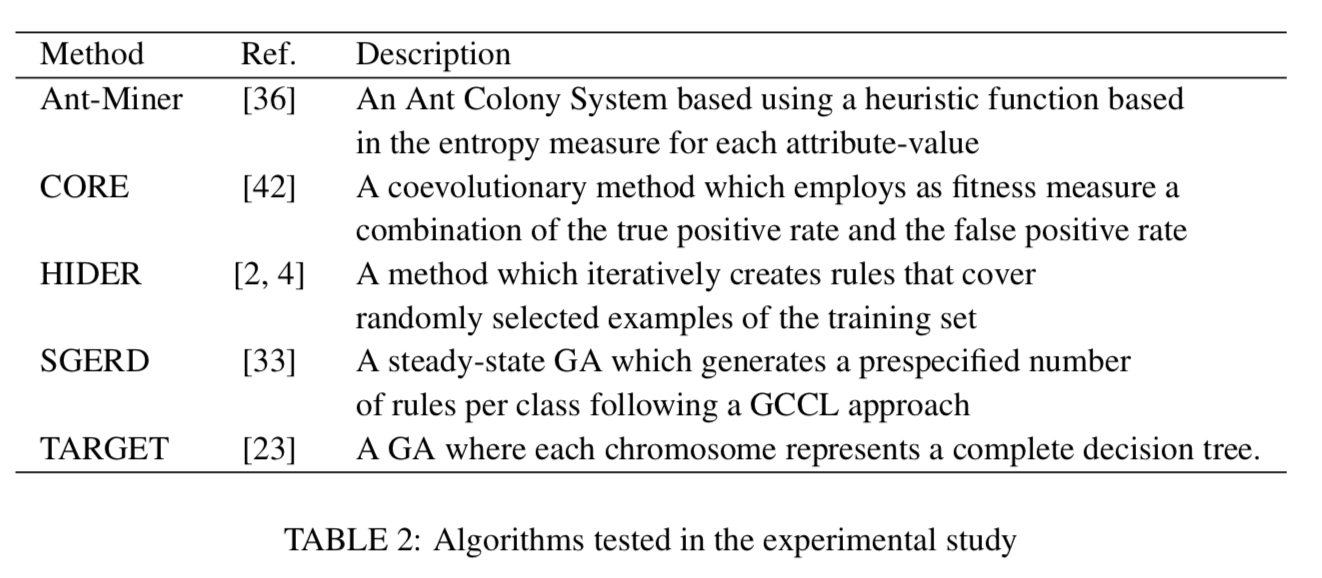 Method Ref. Description
Ant-Miner [36] An Ant Colony System based using a heuristic function based
in the entropy measure for each attribute-value
CORE [42] A coevolutionary method which employs as fitness measure a
combination of the true positive rate and the false positive rate
HIDER [2, 4] A method which iteratively creates rules that cover
randomly selected examples of the training set
SGERD [33] A steady-state GA which generates a prespecified number
of rules per class following a GCCL approach
TARGET [23] A GA where each chromosome represents a complete decision tree.
TABLE 2: Algorithms tested in the experimental study